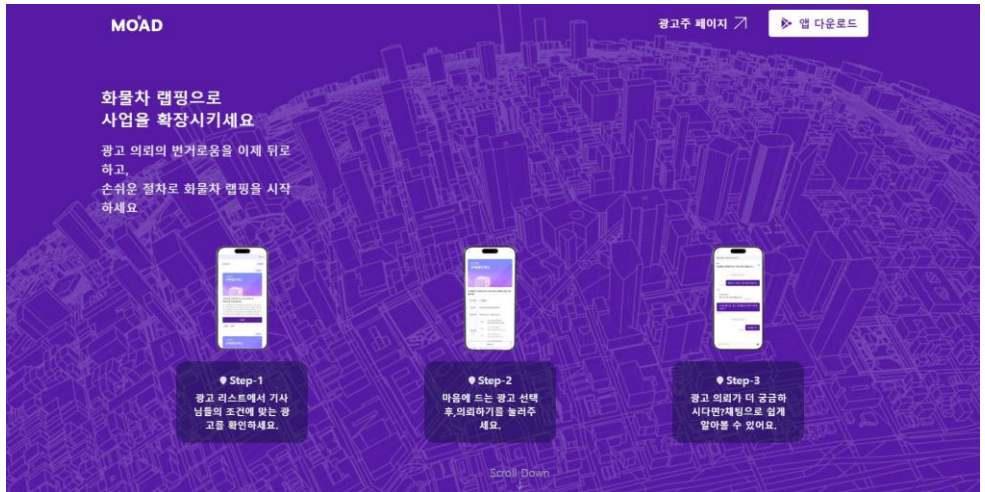 MOAD
광고주 페이지
앱 다운로드
화물차 랩핑으로
사업을 확장시키세요
광고 의뢰의 번거로움을 이제 뒤로
하고,
손쉬운 절차로 화물차 랩핑을 시작
하세요
Step-1
광고 리스트에서 기사
님들의 조건에 맞는 광
고를 확인하세요.
Step-2
마음에 드는 광고 선택
후,의뢰하기를 눌러주
세요.
Step-3
광고 의뢰가 더 궁금하
시다면?채팅으로 쉽게
알아볼 수 있어요.
Scroll Down